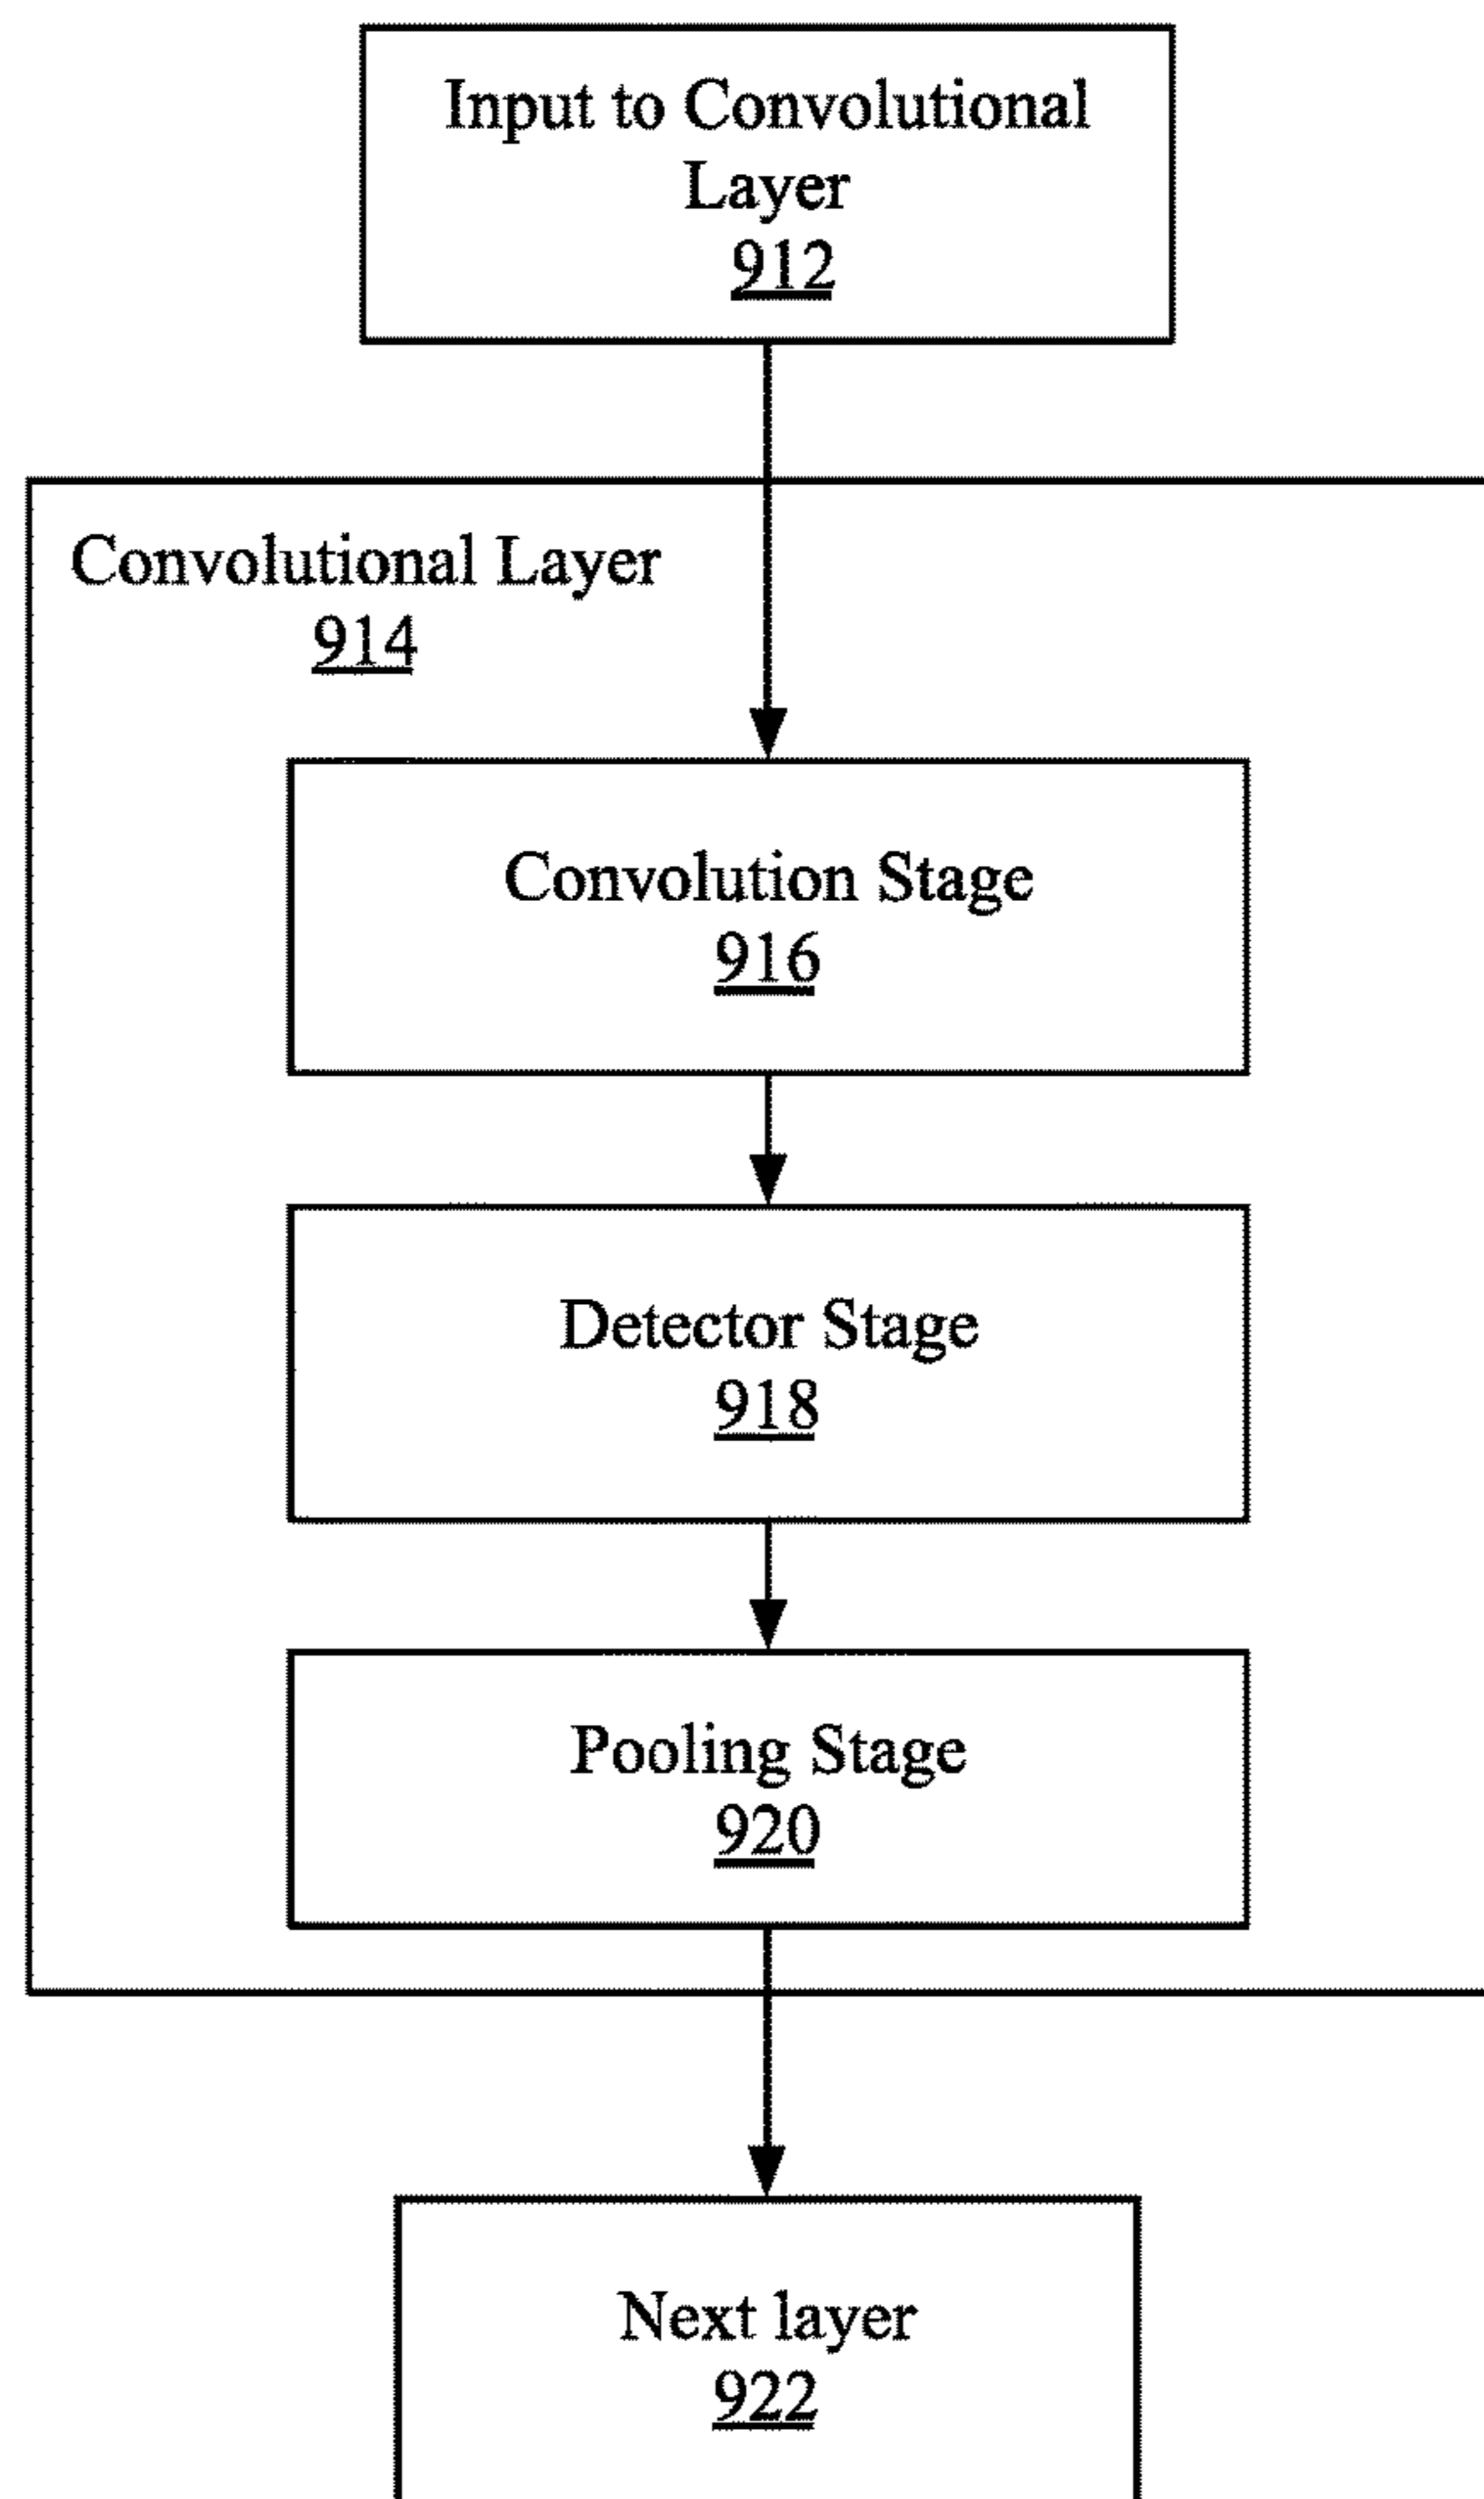 Input to Convolutional
Layer
912
Convolutional Layer
914
Convolution Stage
916
Detector Stage
918
Pooling Stage
920
Next layer
922